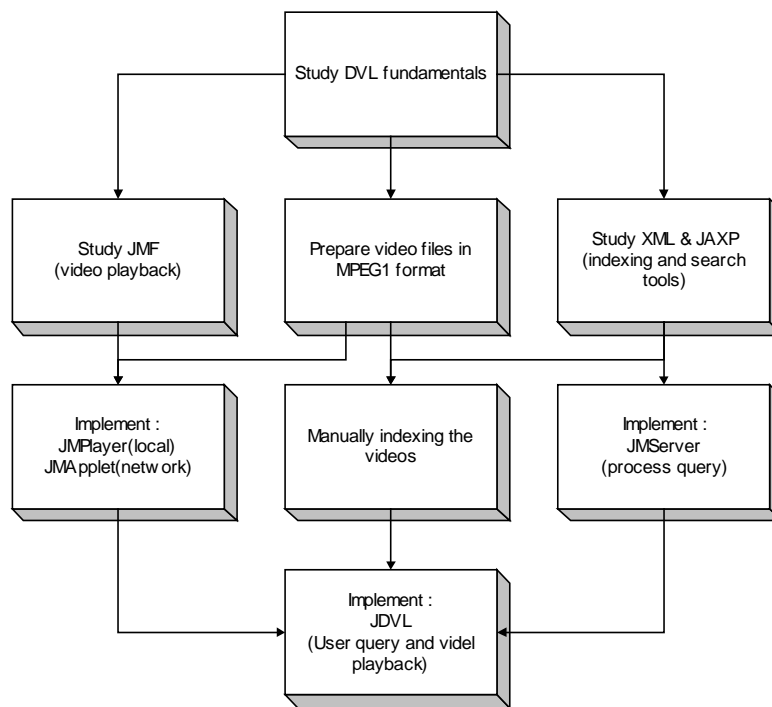 Study DVL fundamentals
Study JMF
(video playback)
Prepare video files in
MPEG1 format
Study XML & JAXP
(indexing and search
tools)
Implement :
JMPlayer(local)
JMApplet(network)
Manually indexing the
videos
Implement :
JMServer
(process query)
Implement :
JDVL
(User query and videl
playback)